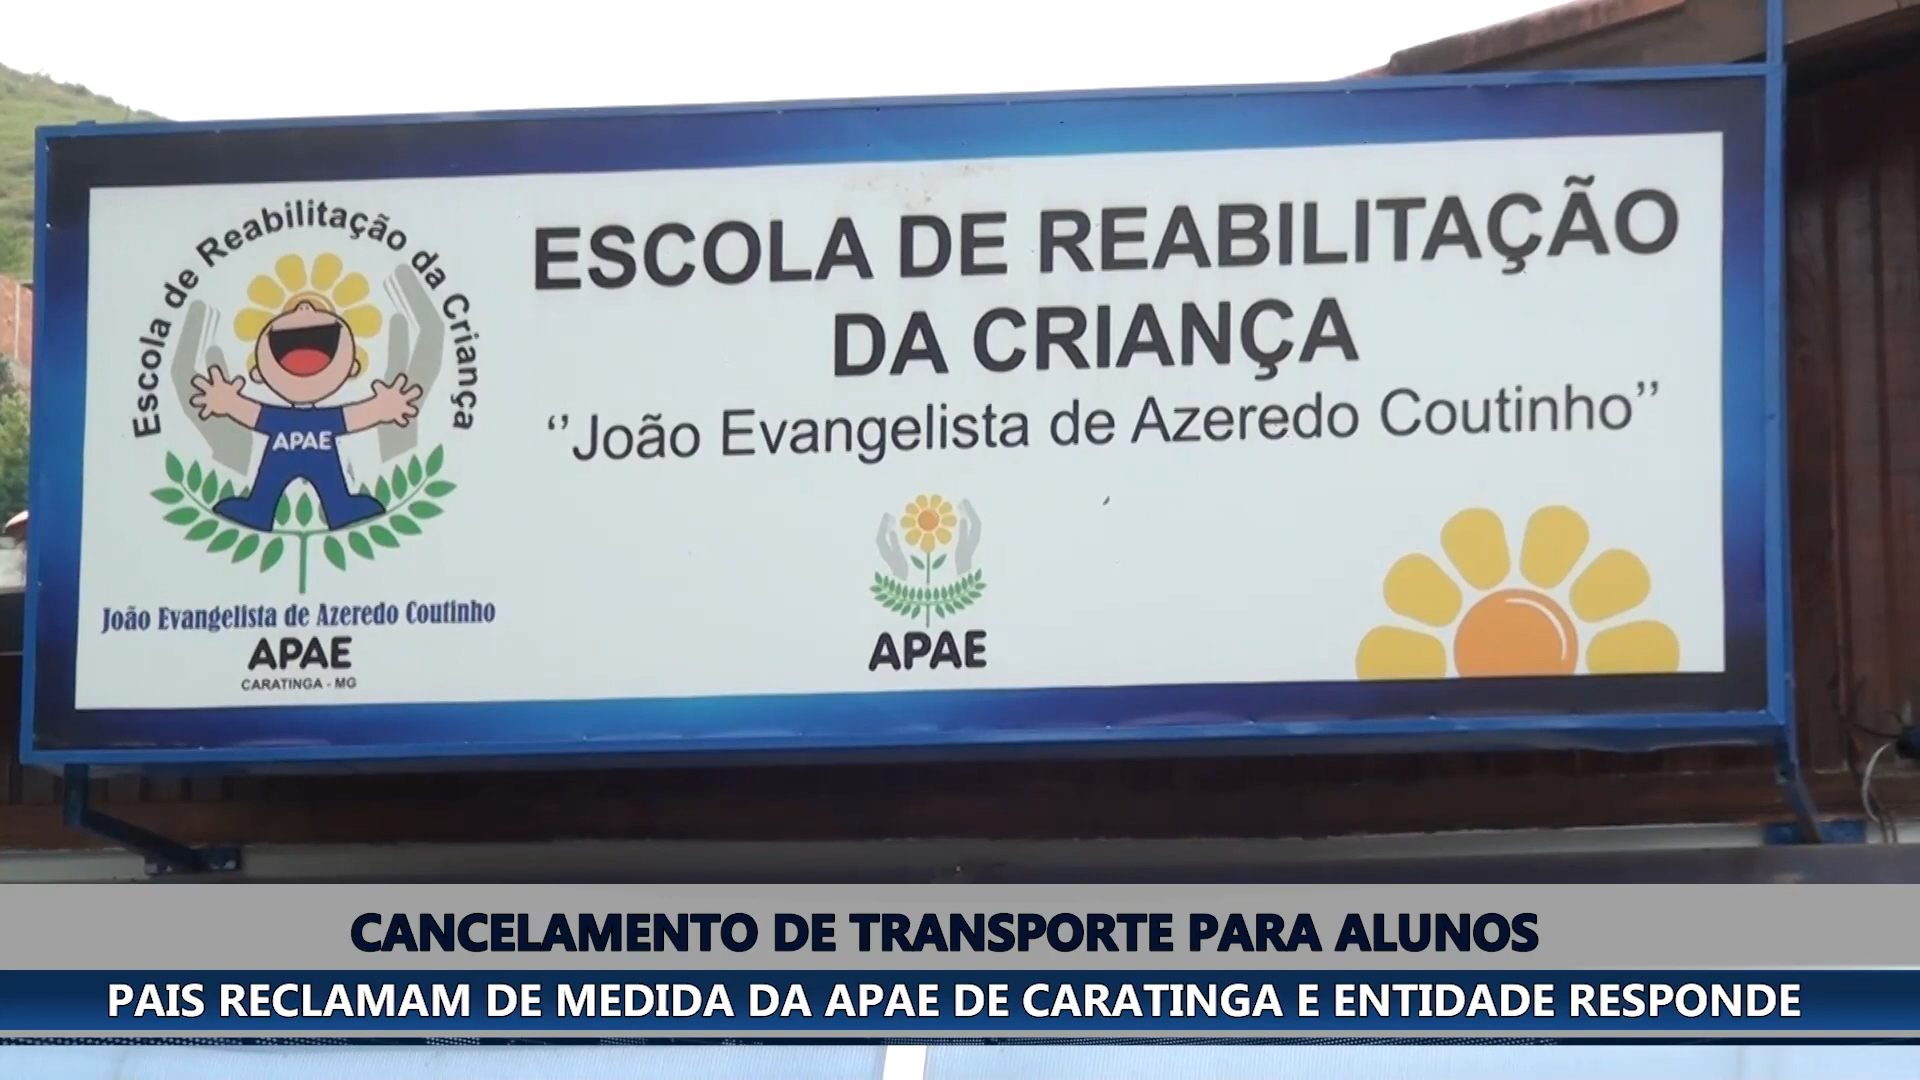 Escola de Reabilitação da Criança
APAE
João Evangelista de Azeredo Coutinho
APAE
CARATINGA - MG
ESCOLA DE REABILITAÇÃO
DA CRIANÇA
‘’João Evangelista de Azeredo Coutinho’’
APAE
CANCELAMENTO DE TRANSPORTE PARA ALUNOS
PAIS RECLAMAM DE MEDIDA DA APAE DE CARATINGA E ENTIDADE RESPONDE